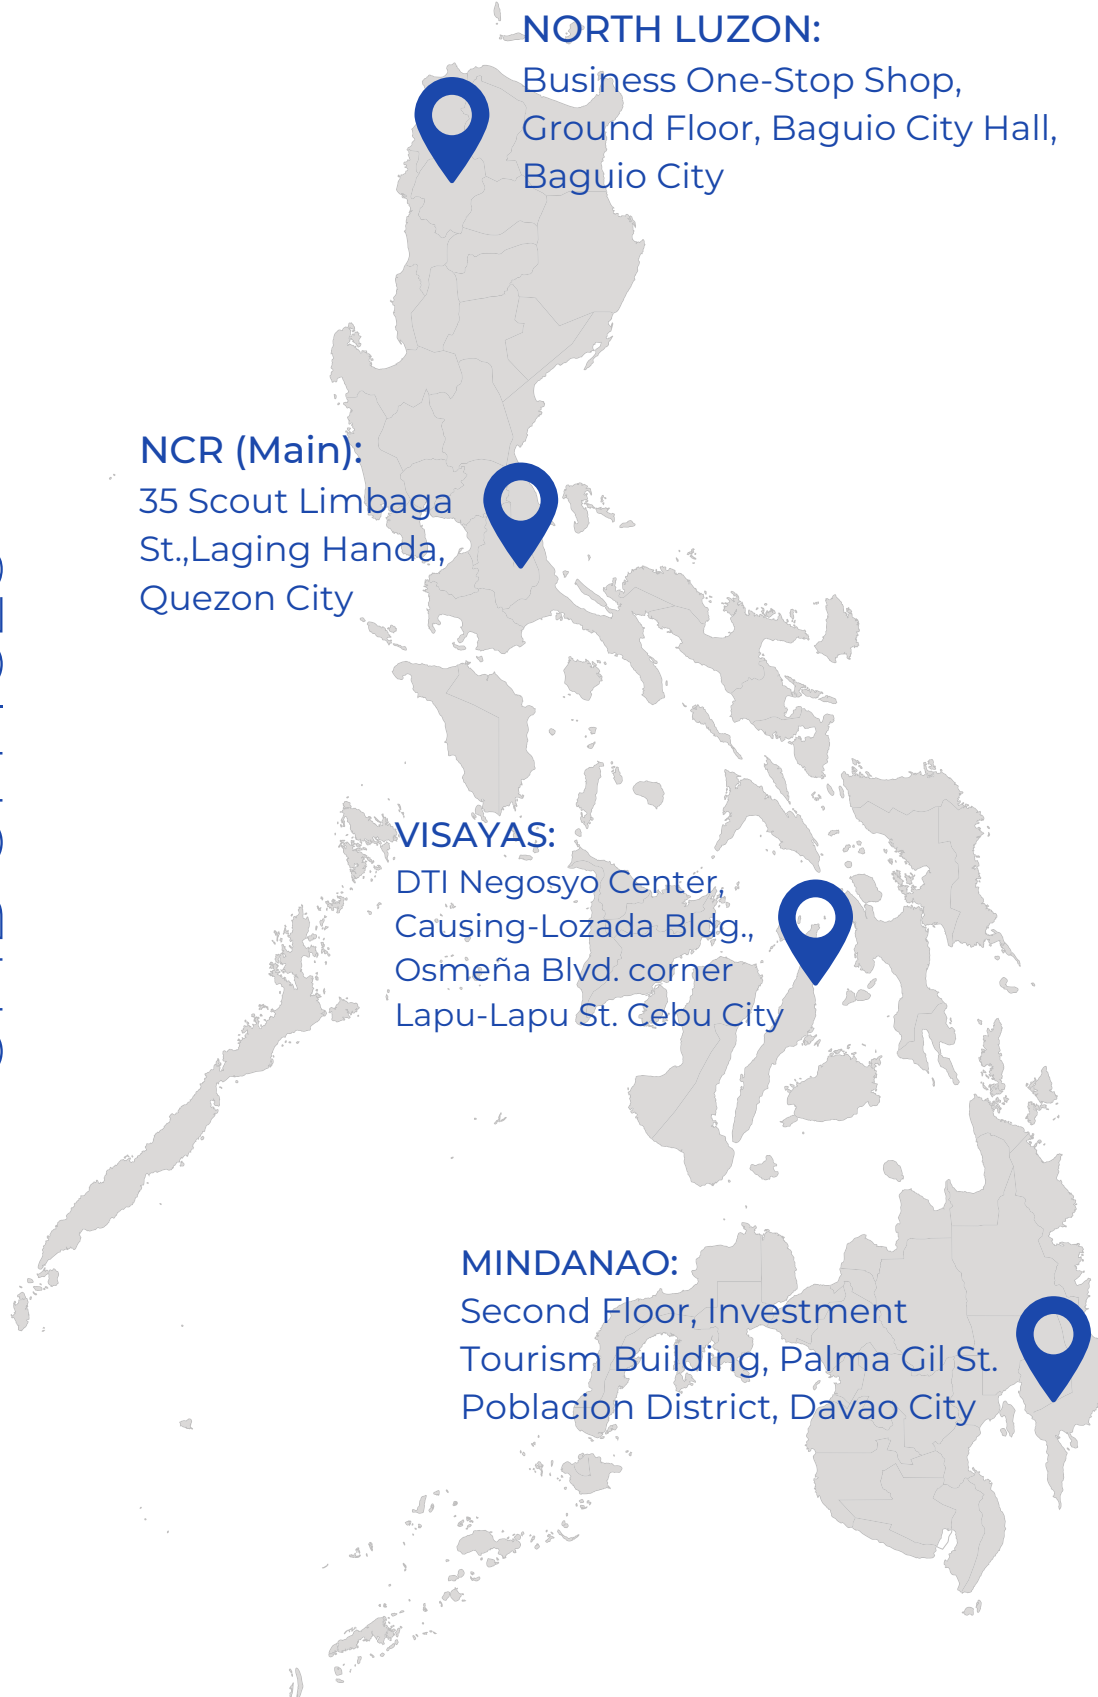 NORTH LUZON:
Business One-Stop Shop,
Ground Floor, Baguio City Hall,
Baguio City
NCR (Main):
35 Scout Limbaga
St.,Laging Handa,
Quezon City
VISAYAS:
DTI Negosyo Center,
Causing-Lozada Bldg.,
Osmeña Blvd. corner
Lapu-Lapu St. Cebu City
MINDANAO:
Second Floor, Investment
Tourism Building, Palma Gil St.
Poblacion District, Davao City